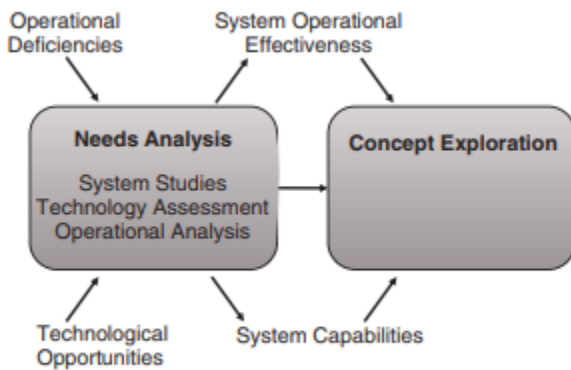 Operational
Deficiencies
System Operational
Effectiveness
Needs Analysis
System Studies
Technology Assessment
Operational Analysis
Concept Exploration
Technological
Opportunities
System Capabilities